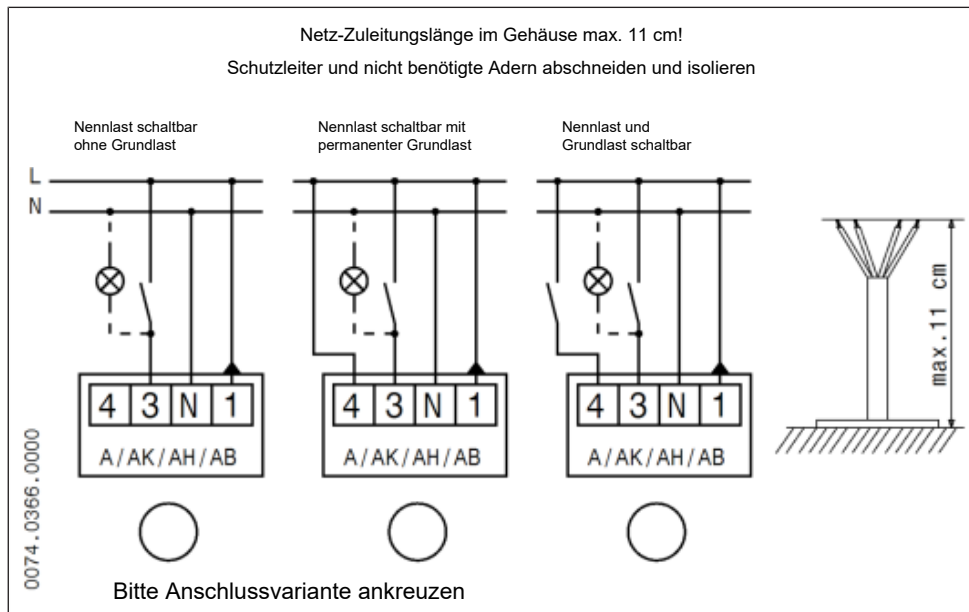 Netz-Zuleitungslänge im Gehäuse max. 11 cm!
Schutzleiter und nicht benötigte Adern abschneiden und isolieren
Nennlast schaltbar
ohne Grundlast
Nennlast schaltbar mit
permanenter Grundlast
Nennlast und
Grundlast schaltbar
L
N
4 3 N 1
A/AK/AH/AB
4 3 N 1
A/AK/AH/AB
4 3 N 1
A/AK/AH/AB
max.11 cm
0074.0366.0000
Bitte Anschlussvariante ankreuzen